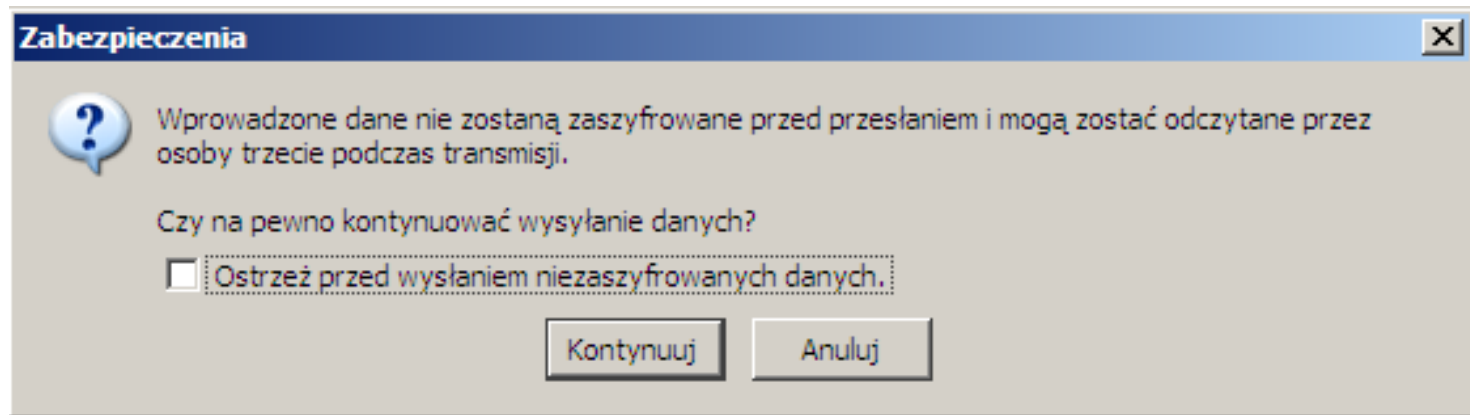 Zabezpieczenia
Wprowadzone dane nie zostaną zaszyfrowane przed przesłaniem i mogą zostać odczytane przez
osoby trzecie podczas transmisji.
Czy na pewno kontynuować wysyłanie danych?
Ostrzeż przed wysłaniem niezaszyfrowanych danych.
Kontynuuj Anuluj